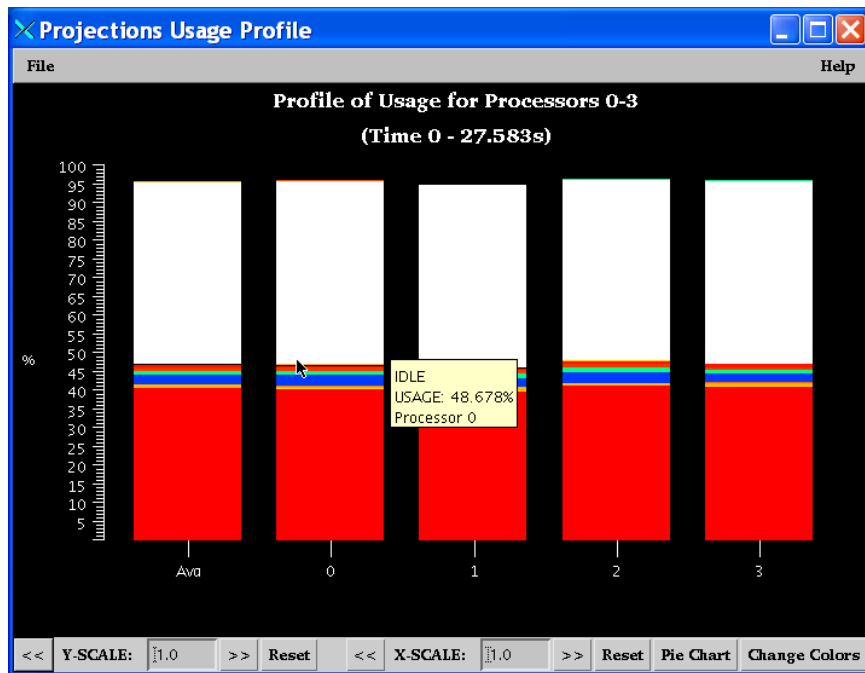 Projections Usage Profile
File Help
Profile of Usage for Processors 0-3
(Time 0 - 27.583s)
100
95
90
85
80
75
70
65
60
55
50
45
40
35
30
25
20
15
10
5
%
IDLE
USAGE: 48.678%
Processor 0
Avg 0 1 2 3
<< Y-SCALE: 1.0 >> Reset << X-SCALE: 1.0 >> Reset Pie Chart Change Colors